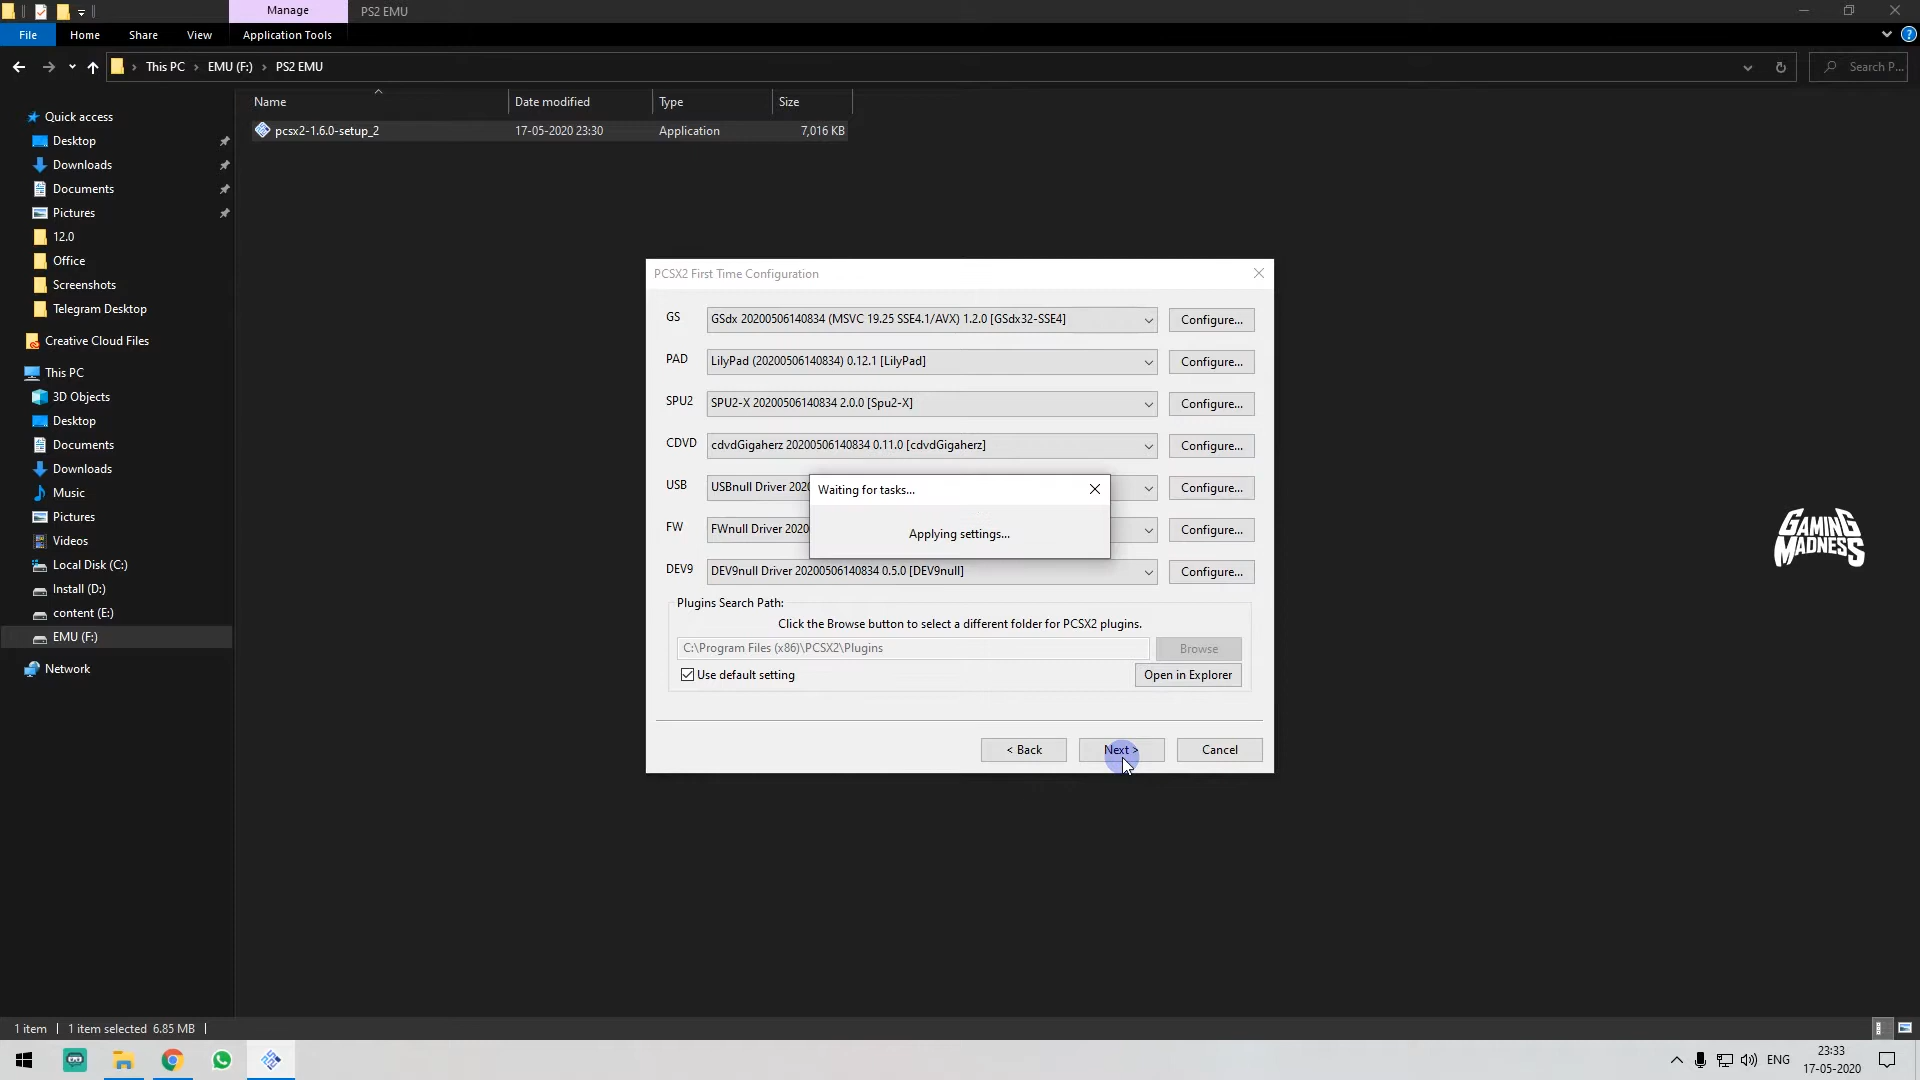 Manage
PS2 EMU
File
Home
Share
View
Application Tools
This PC
EMU (F:)
PS2 EMU
Search P...
Name
Date modified
Type
Size
pcsx2-1.6.0-setup_2
17-05-2020 23:30
Application
7,016 KB
Quick access
Desktop
Downloads
Documents
Pictures
12.0
Office
Screenshots
Telegram Desktop
Creative Cloud Files
This PC
3D Objects
Desktop
Documents
Downloads
Music
Pictures
Videos
Local Disk (C:)
Install (D:)
content (E:)
EMU (F:)
Network
PCSX2 First Time Configuration
GS
GSdx 20200506140834 (MSVC 19.25 SSE4.1/AVX) 1.2.0 [GSdx32-SSE4]
Configure...
PAD
LilyPad (20200506140834) 0.12.1 [LilyPad]
Configure...
SPU2
SPU2-X 20200506140834 2.0.0 [Spu2-X]
Configure...
CDVD
cdvdGigaherz 20200506140834 0.11.0 [cdvdGigaherz]
Configure...
USB
USBnull Driver 2020
Configure...
FW
FWnull Driver 2020
Configure...
DEV9
DEV9null Driver 20200506140834 0.5.0 [DEV9null]
Configure...
Waiting for tasks...
Applying settings...
Plugins Search Path:
Click the Browse button to select a different folder for PCSX2 plugins.
C:\Program Files (x86)\PCSX2\Plugins
Browse
Use default setting
Open in Explorer
< Back
Next >
Cancel
GAMING
MADNESS
1 item
1 item selected 6.85 MB
ENG
23:33
17-05-2020